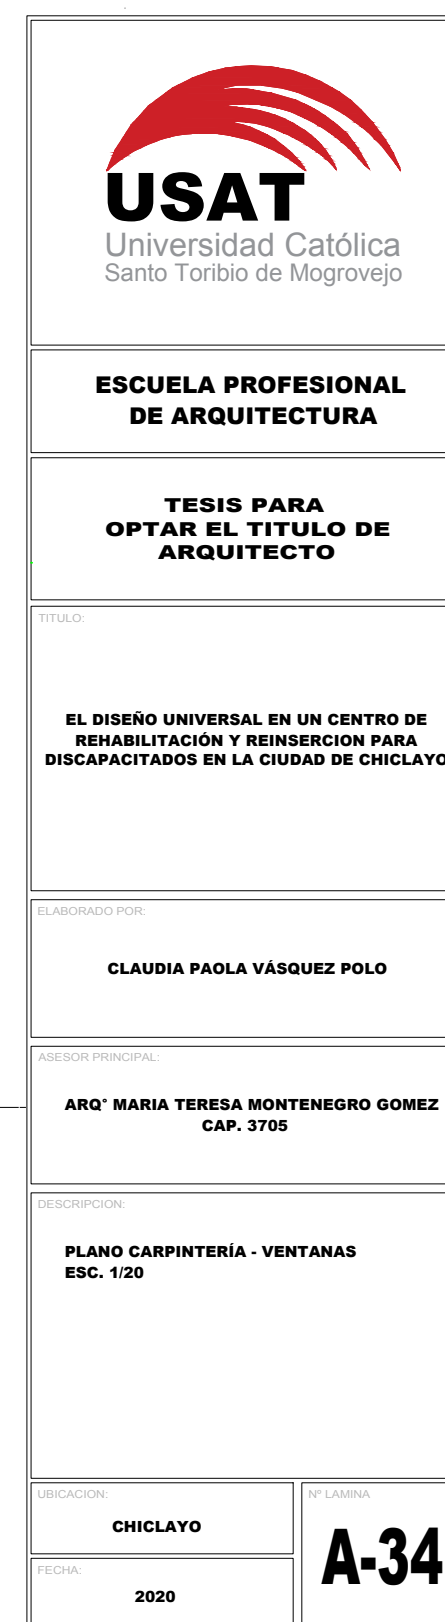 USAT
Universidad Católica
Santo Toribio de Mogrovejo
ESCUELA PROFESIONAL
DE ARQUITECTURA
TESIS PARA
OPTAR EL TITULO DE
ARQUITECTO
TITULO:
EL DISEÑO UNIVERSAL EN UN CENTRO DE
REHABILITACIÓN Y REINSERCION PARA
DISCAPACITADOS EN LA CIUDAD DE CHICLAYO
ELABORADO POR:
CLAUDIA PAOLA VÁSQUEZ POLO
ASESOR PRINCIPAL:
ARQ° MARIA TERESA MONTENEGRO GOMEZ
CAP. 3705
DESCRIPCION:
PLANO CARPINTERÍA - VENTANAS
ESC. 1/20
UBICACION:
CHICLAYO
FECHA:
2020
Nº LAMINA
A-34